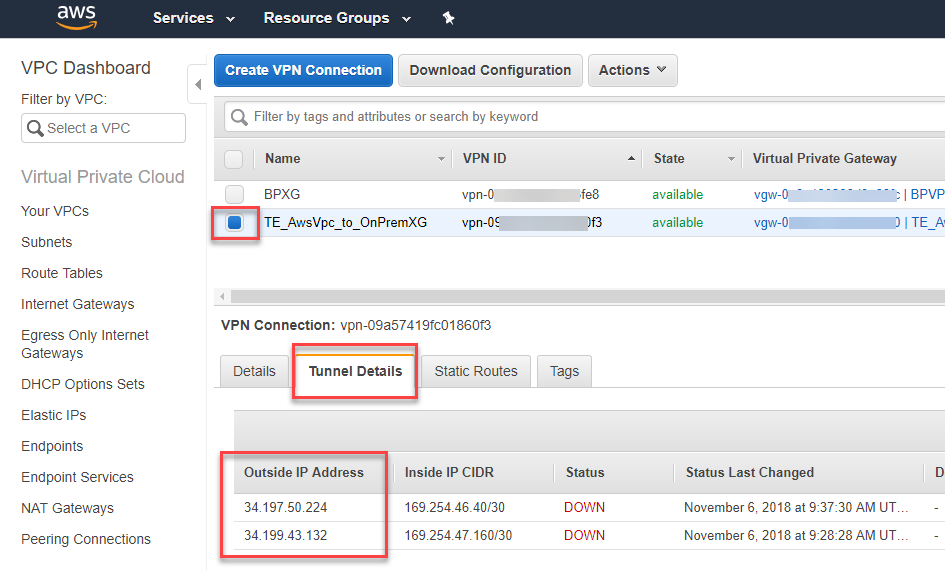 aws Services Resource Groups
VPC Dashboard
Filter by VPC:
Select a VPC
Virtual Private Cloud
Your VPCs
Subnets
Route Tables
Internet Gateways
Egress Only Internet
Gateways
DHCP Options Sets
Elastic IPs
Endpoints
Endpoint Services
NAT Gateways
Peering Connections
Create VPN Connection Download Configuration Actions
Filter by tags and attributes or search by keyword
Name VPN ID State Virtual Private Gateway
BPXG vpn-0 fe8 available vgw-0 | BPVP
TE_AwsVpc_to_OnPremXG vpn-09 0f3 available vgw-0 0 | TE_A
VPN Connection: vpn-09a57419fc01860f3
Details Tunnel Details Static Routes Tags
Outside IP Address Inside IP CIDR Status Status Last Changed D
34.197.50.224 169.254.46.40/30 DOWN November 6, 2018 at 9:37:30 AM UT... -
34.199.43.132 169.254.47.160/30 DOWN November 6, 2018 at 9:28:28 AM UT... -